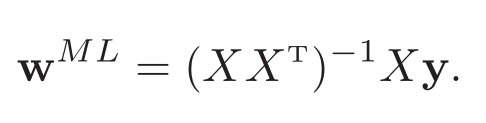 𝐰^{ML} = (XX^T)^{−1}X𝐲.